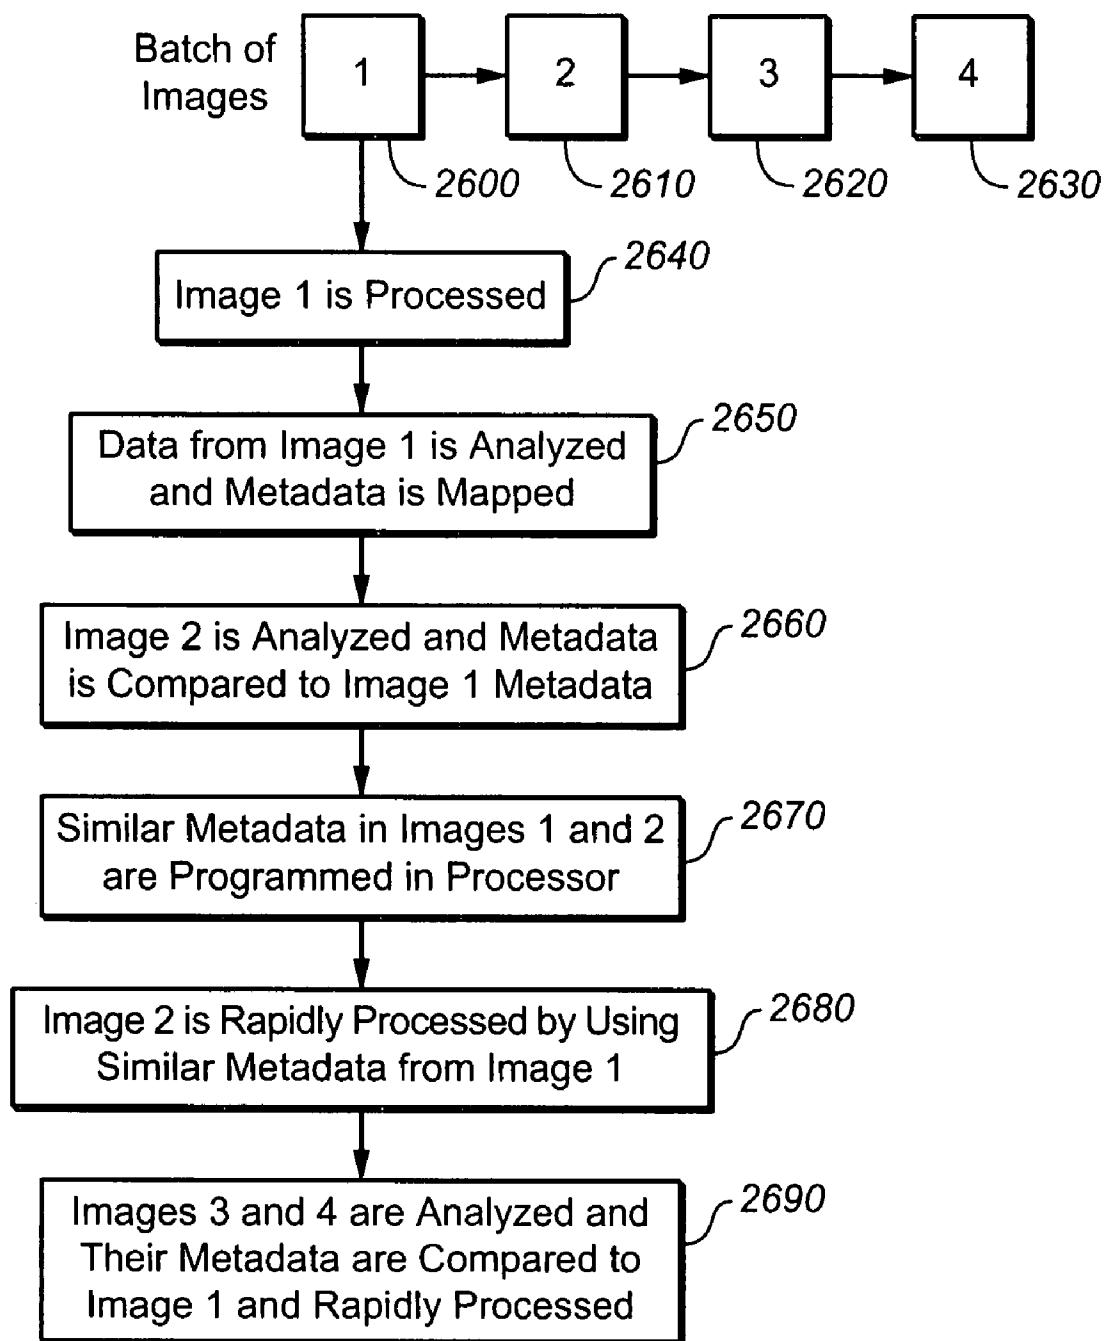 Batch of
Images
1
2
3
4
2600
2610
2620
2630
2640
Image 1 is Processed
2650
Data from Image 1 is Analyzed
and Metadata is Mapped
2660
Image 2 is Analyzed and Metadata
is Compared to Image 1 Metadata
2670
Similar Metadata in Images 1 and 2
are Programmed in Processor
2680
Image 2 is Rapidly Processed by Using
Similar Metadata from Image 1
2690
Images 3 and 4 are Analyzed and
Their Metadata are Compared to
Image 1 and Rapidly Processed